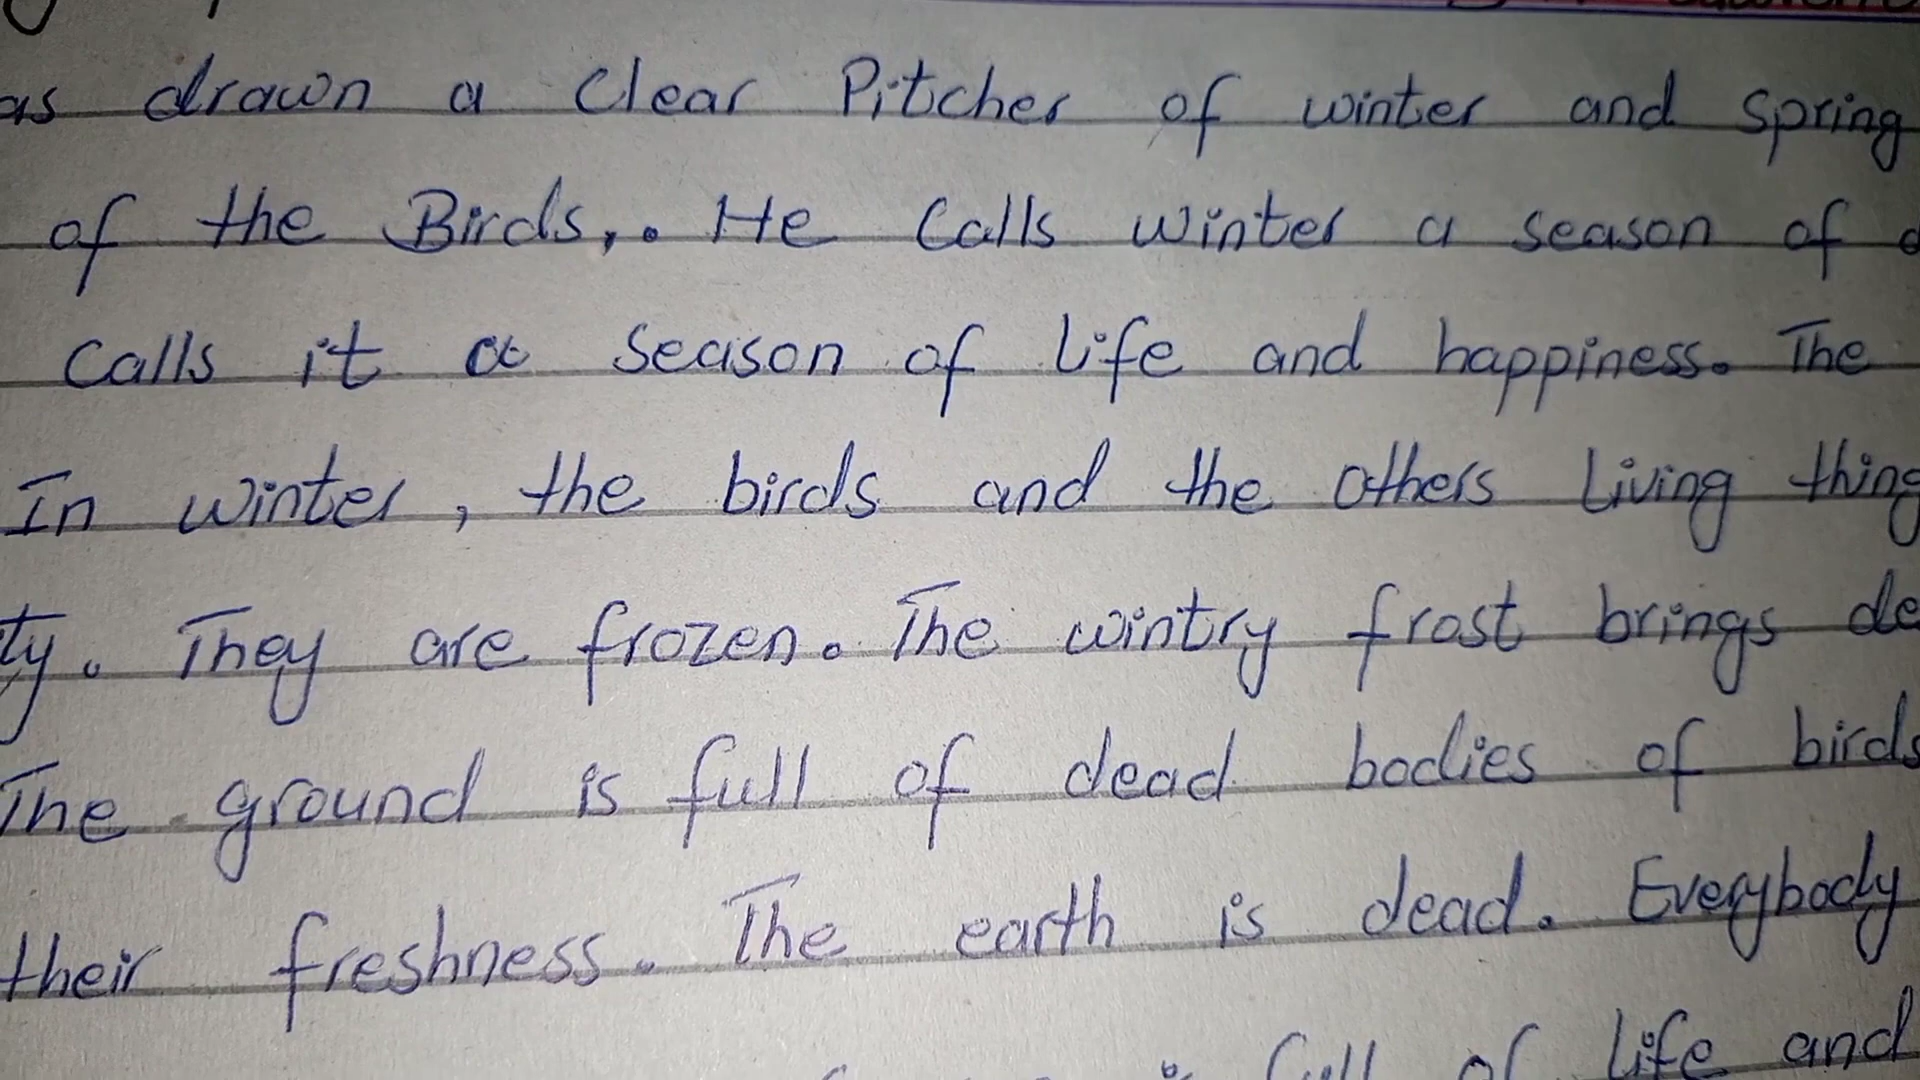 as drawn a Clear Pitcher of winter and spring
of the Birds,. He Calls winter a season of
Calls it a season of life and happiness. The
In winter, the birds and the others living thing
ty. They are frozen. The wintry frost brings de
The ground is full of dead bodies of birds
their freshness. The earth is dead. Everybody
full of life and